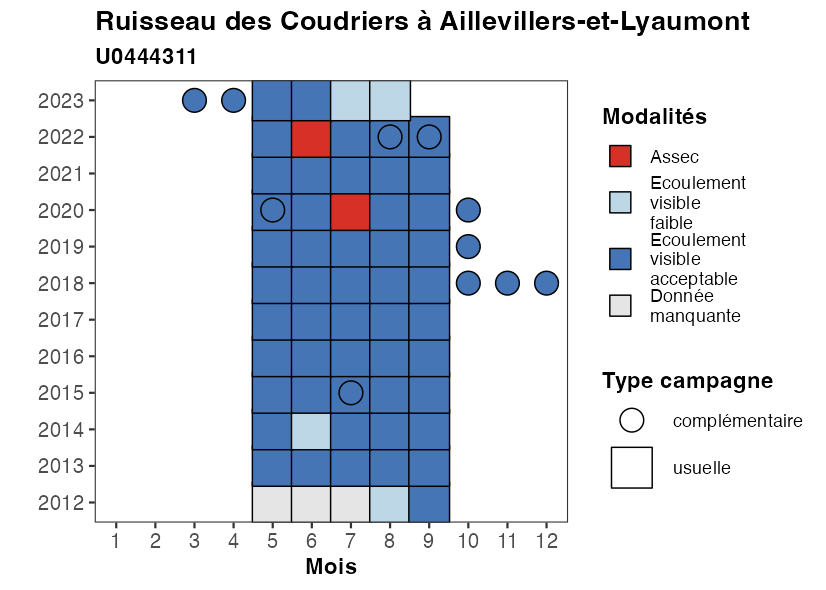 Ruisseau des Coudriers à Aillevillers-et-Lyaumont
U0444311
2023
2022
2021
2020
2019
2018
2017
2016
2015
2014
2013
2012
1 2 3 4 5 6 7 8 9 10 11 12
Mois
Modalités
Assec
Ecoulement
visible
faible
Ecoulement
visible
acceptable
Donnée
manquante
Type campagne
complémentaire
usuelle